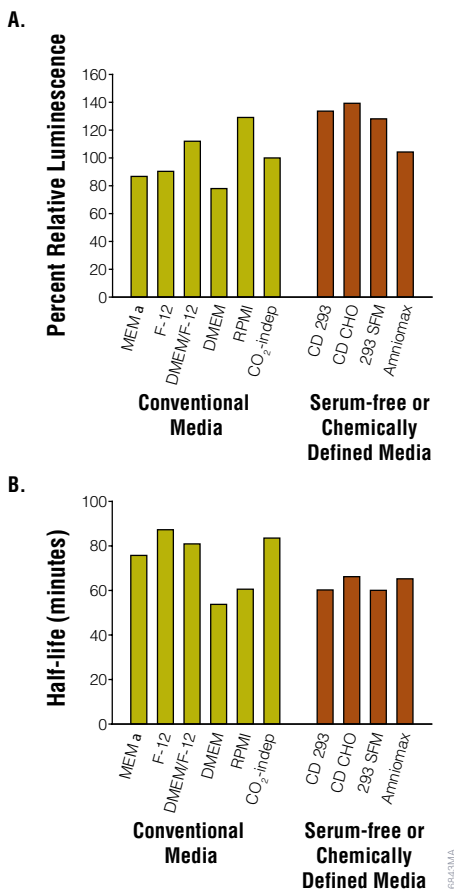 A.
Percent Relative Luminescence
160
140
120
100
80
60
40
20
0
MEM a
F-12
DMEM/F-12
DMEM
RPMI
CO₂-indep
CD 293
CD CHO
293 SFM
Amniomax
Conventional
Media
Serum-free or
Chemically
Defined Media
B.
Half-life (minutes)
100
80
60
40
20
0
MEM a
F-12
DMEM/F-12
DMEM
RPMI
CO₂-indep
CD 293
CD CHO
293 SFM
Amniomax
Conventional
Media
Serum-free or
Chemically
Defined Media
6843MA